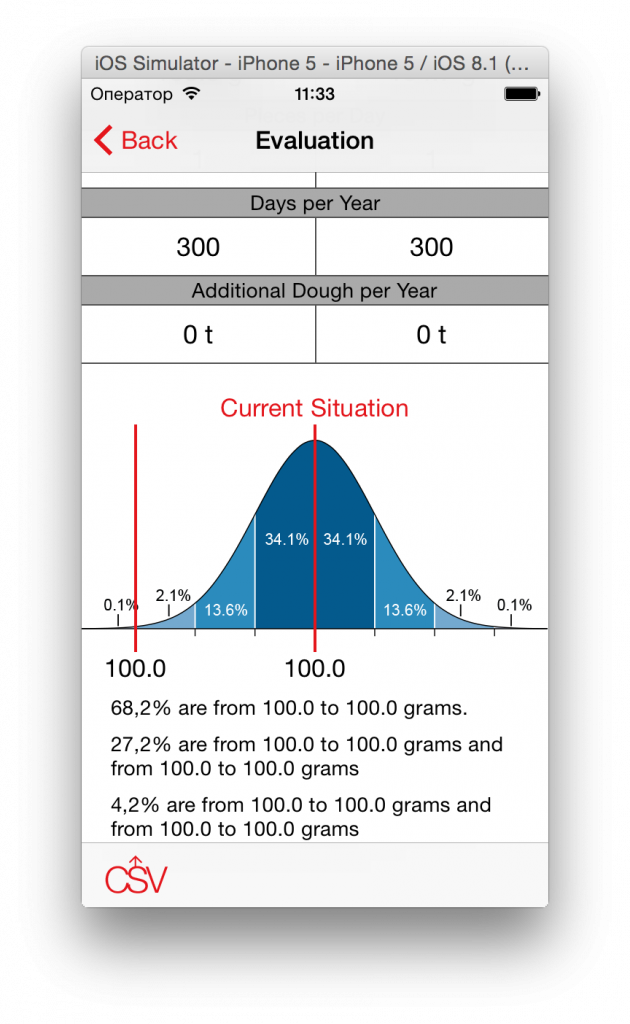 iOS Simulator - iPhone 5 - iPhone 5 / iOS 8.1 (...
Оператор 11:33
Back Evaluation
Days per Year
300 300
Additional Dough per Year
0 t 0 t
Current Situation
34.1% 34.1%
0.1% 2.1% 13.6% 13.6% 2.1% 0.1%
100.0 100.0
68,2% are from 100.0 to 100.0 grams.
27,2% are from 100.0 to 100.0 grams and
from 100.0 to 100.0 grams
4,2% are from 100.0 to 100.0 grams and
from 100.0 to 100.0 grams
CSV